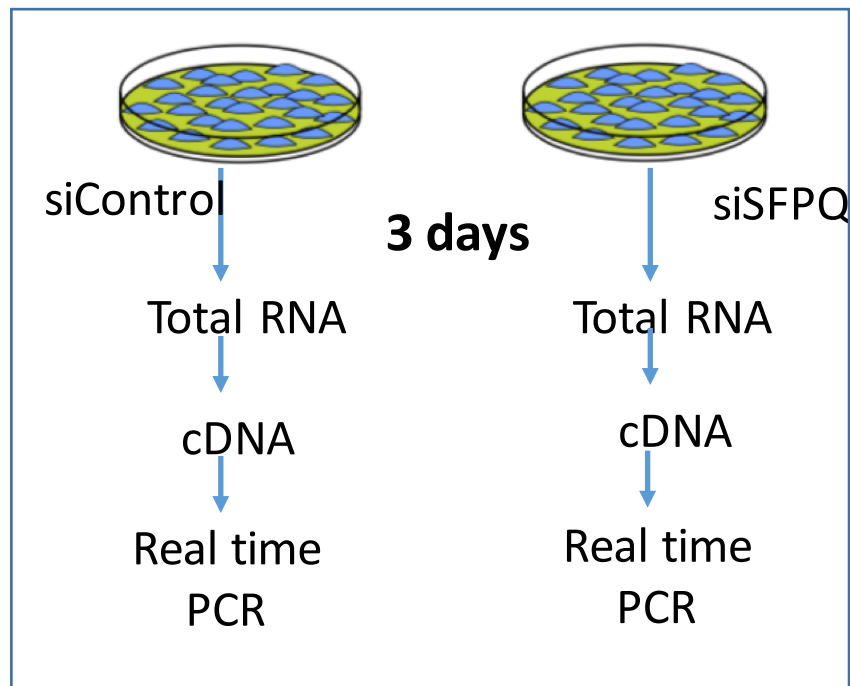 siControl
siSFPQ
3 days
Total RNA
Total RNA
cDNA
cDNA
Real time
PCR
Real time
PCR